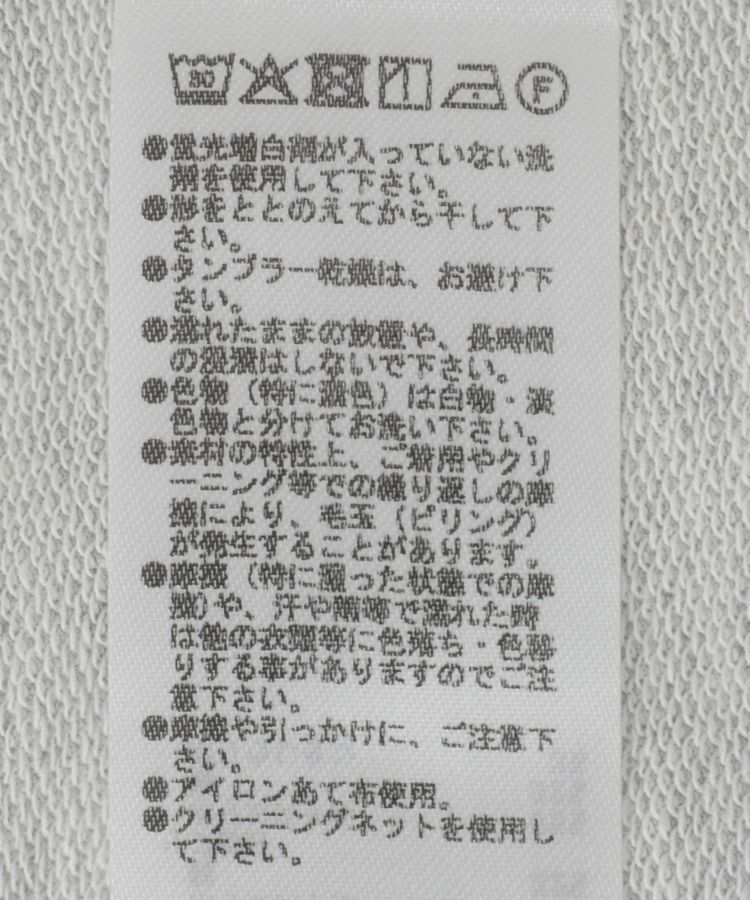 30 F
●蛍光増白剤が入っていない洗
剤を使用して下さい。
●形をととのえてから干して下
さい。
●タンブラー乾燥は、お避け下
さい。
●濡れたままの放置や、長時間
の浸漬はしないで下さい。
●色物（特に濃色）は白物・淡
色物と分けてお洗い下さい。
●素材の特性上、ご着用やクリ
ーニング等での繰り返しの摩
擦により、毛玉（ピリング）
が発生することがあります。
●摩擦（特に湿った状態での摩
擦）や、汗や雨等で濡れた時
は他の衣類等に色落ち・色移
りする事がありますのでご注
意下さい。
●摩擦や引っかけに、ご注意下
さい。
●アイロンあて布使用。
●クリーニングネットを使用し
て下さい。